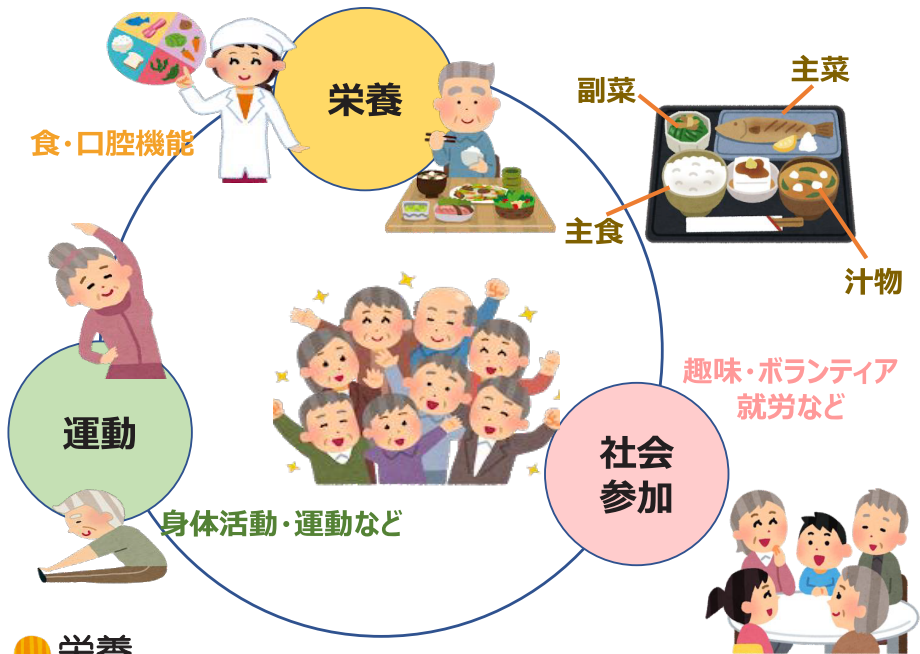 栄養
食・口腔機能
副菜
主菜
主食
汁物
運動
身体活動・運動など
趣味・ボランティア
就労など
社会
参加
栄養